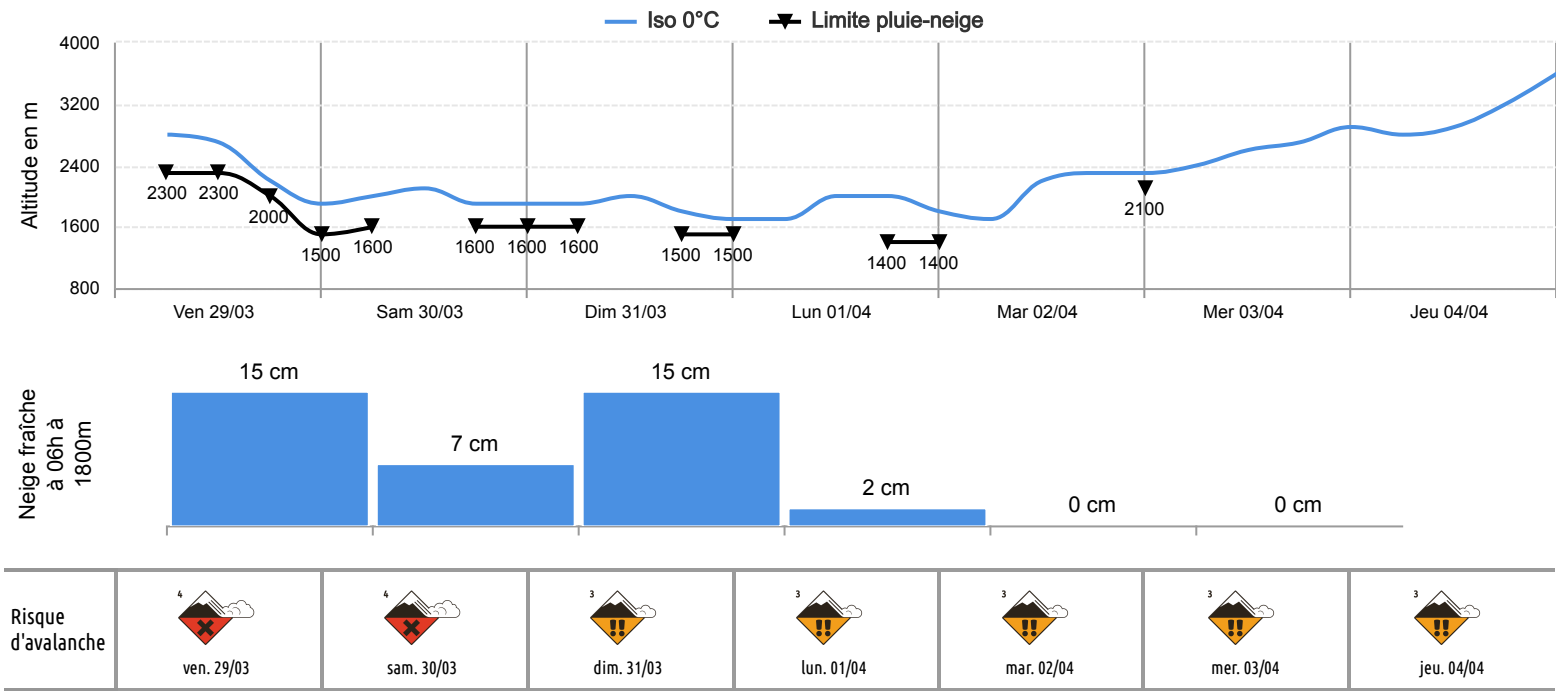 Iso 0°C
Limite pluie-neige
Altitude en m
4000
3200
2400
1600
800
2300
2300
2000
1500
1600
1600
1600
1600
1500
1500
1400
1400
2100
Ven 29/03
Sam 30/03
Dim 31/03
Lun 01/04
Mar 02/04
Mer 03/04
Jeu 04/04
Neige fraîche
à 06h à
1800m
15 cm
7 cm
15 cm
2 cm
0 cm
0 cm
Risque
d'avalanche
4
4
3
3
3
3
3
!!
!!
!!
!!
!!
ven. 29/03
sam. 30/03
dim. 31/03
lun. 01/04
mar. 02/04
mer. 03/04
jeu. 04/04